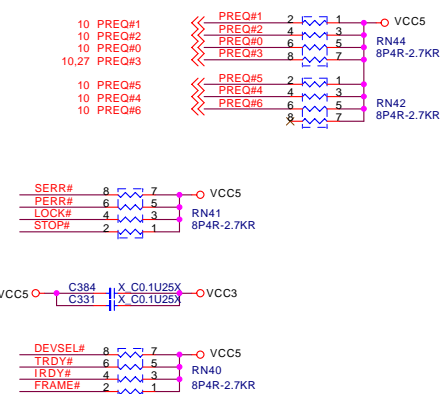 10 PREQ#1 PREQ#1 2 1 VCC5
10 PREQ#2 PREQ#2 4 3
10 PREQ#0 PREQ#0 6 5 RN44
10,27 PREQ#3 PREQ#3 8 7 8P4R-2.7KR
10 PREQ#5 PREQ#5 2 1
10 PREQ#4 PREQ#4 4 3 RN42
10 PREQ#6 PREQ#6 6 5 8P4R-2.7KR
8 7
SERR# 8 7 VCC5
PERR# 6 5
LOCK# 4 3 RN41
STOP# 2 1 8P4R-2.7KR
VCC5 C384 X_C0.1U25X VCC3
C331 X_C0.1U25X
DEVSEL# 8 7 VCC5
TRDY# 6 5
IRDY# 4 3 RN40
FRAME# 2 1 8P4R-2.7KR